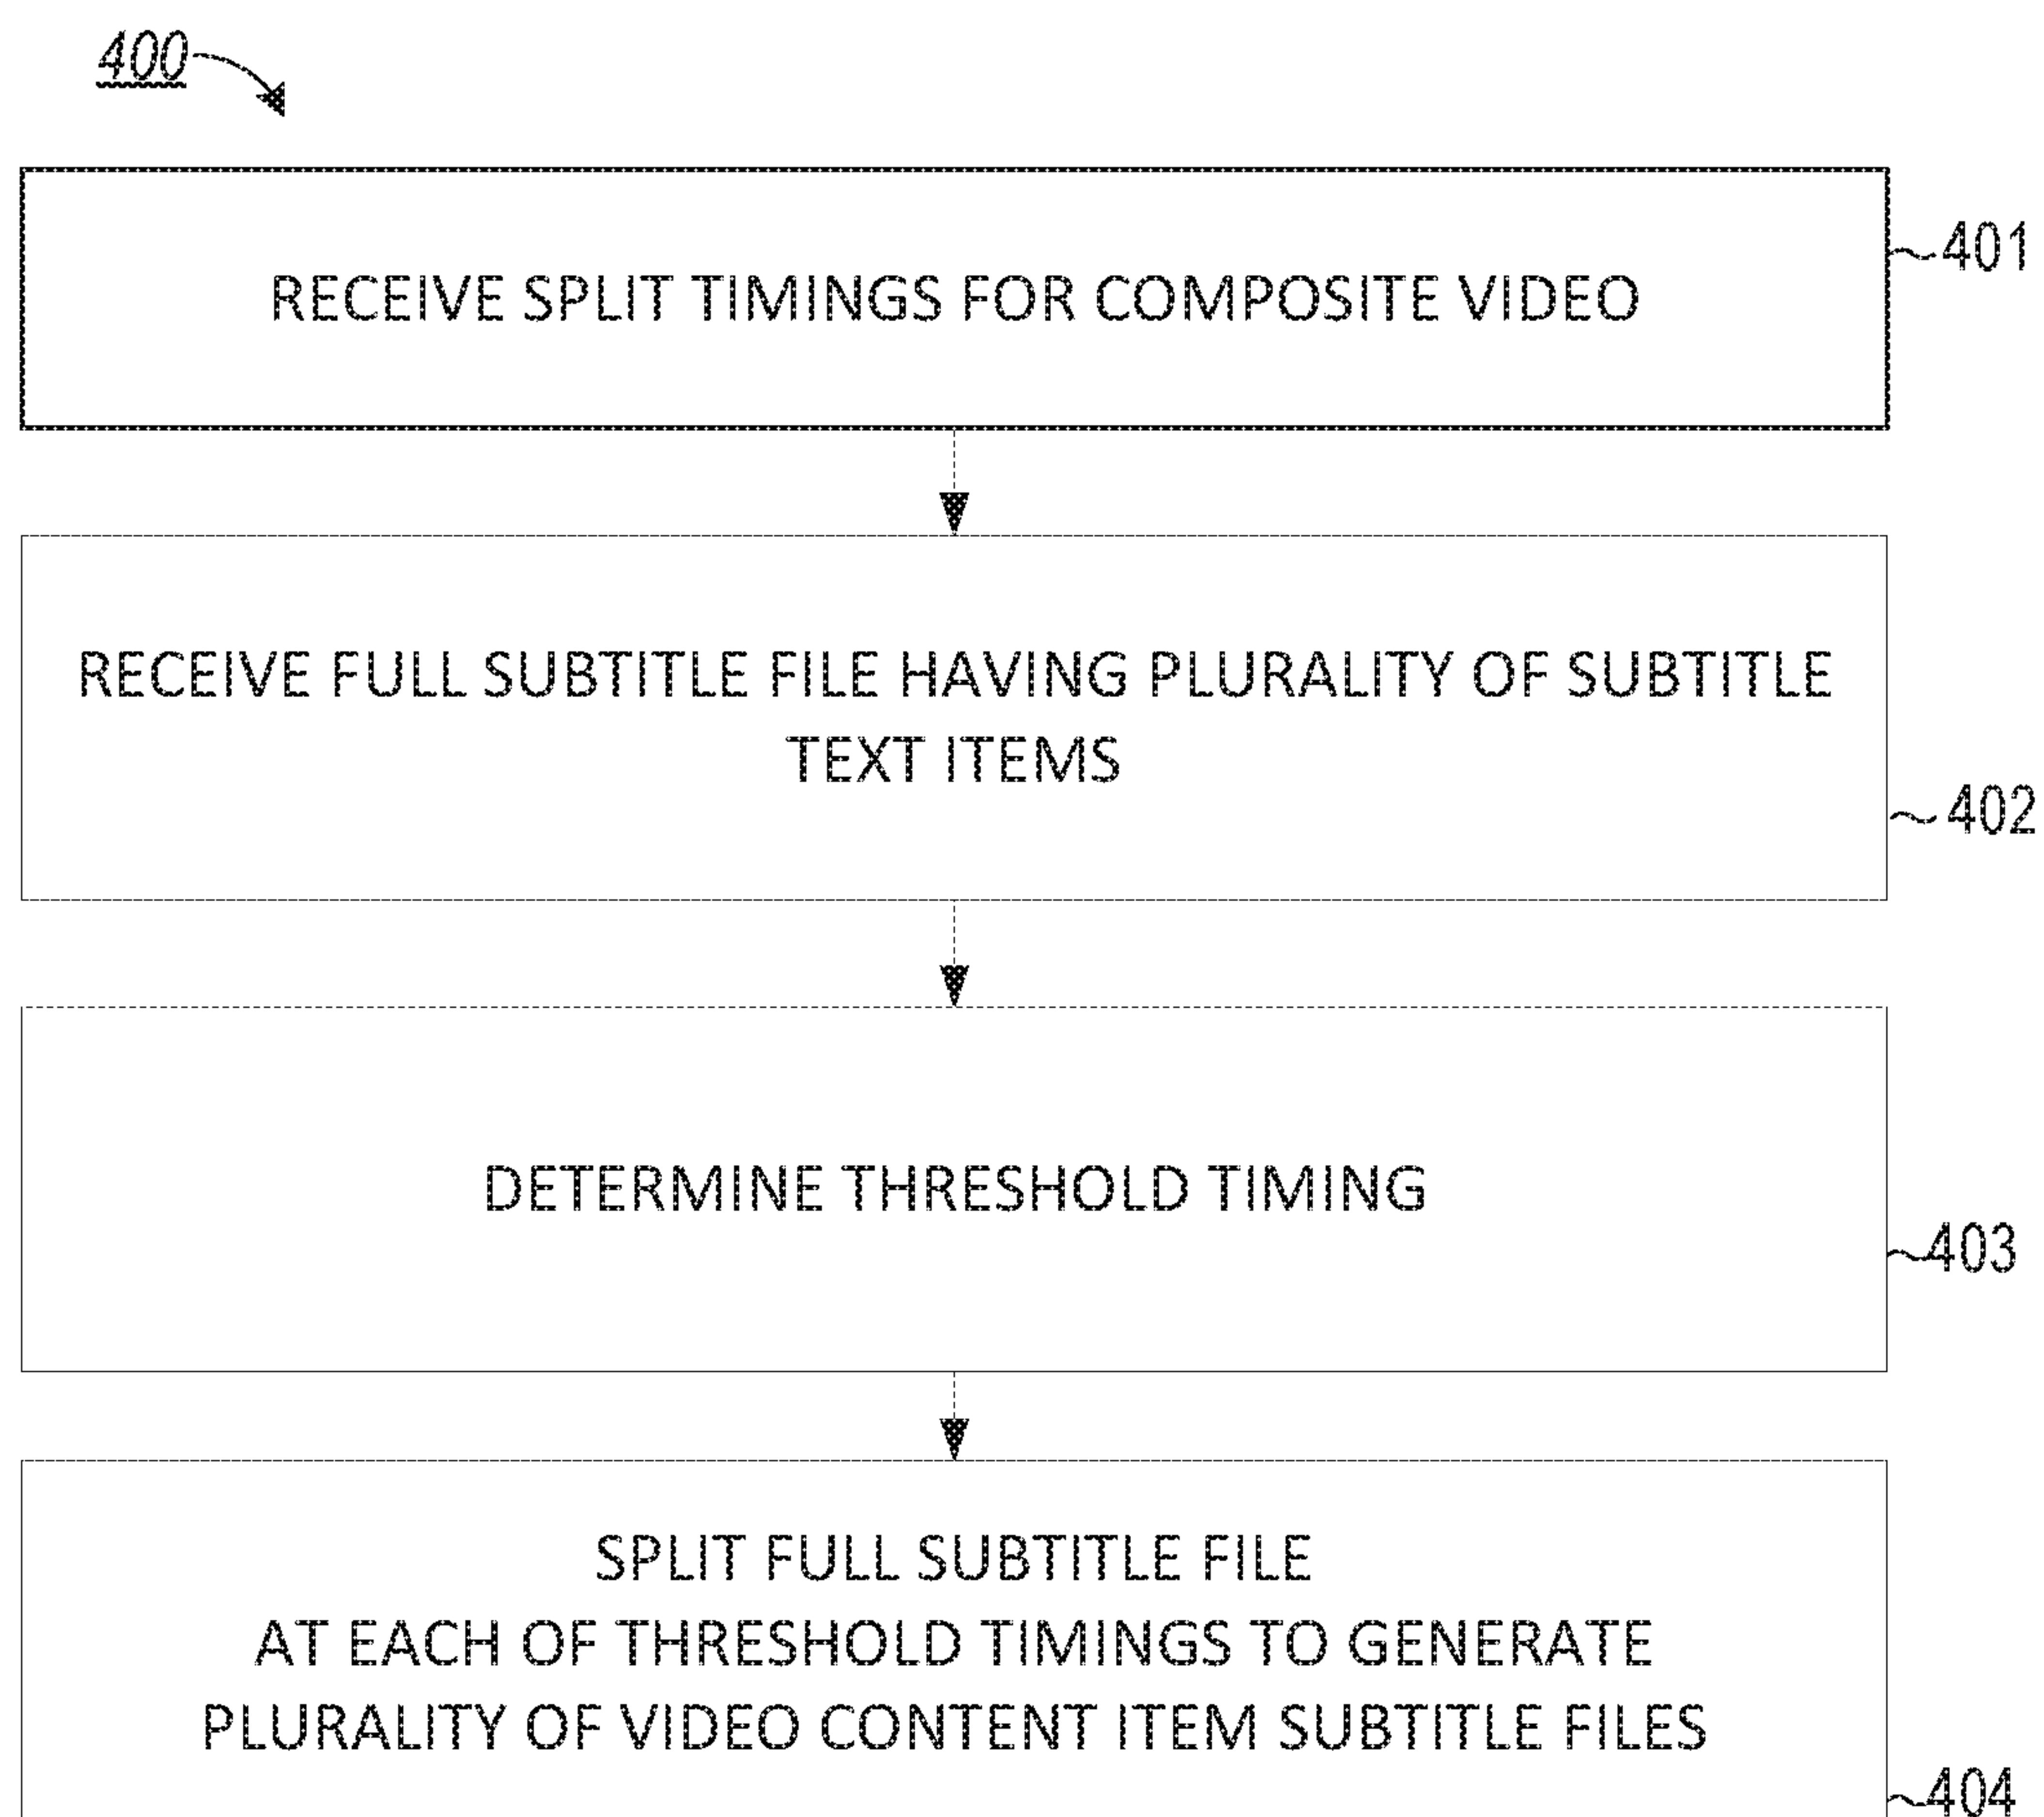 400
RECEIVE SPLIT TIMINGS FOR COMPOSITE VIDEO
401
RECEIVE FULL SUBTITLE FILE HAVING PLURALITY OF SUBTITLE
TEXT ITEMS
402
DETERMINE THRESHOLD TIMING
403
SPLIT FULL SUBTITLE FILE
AT EACH OF THRESHOLD TIMINGS TO GENERATE
PLURALITY OF VIDEO CONTENT ITEM SUBTITLE FILES
404